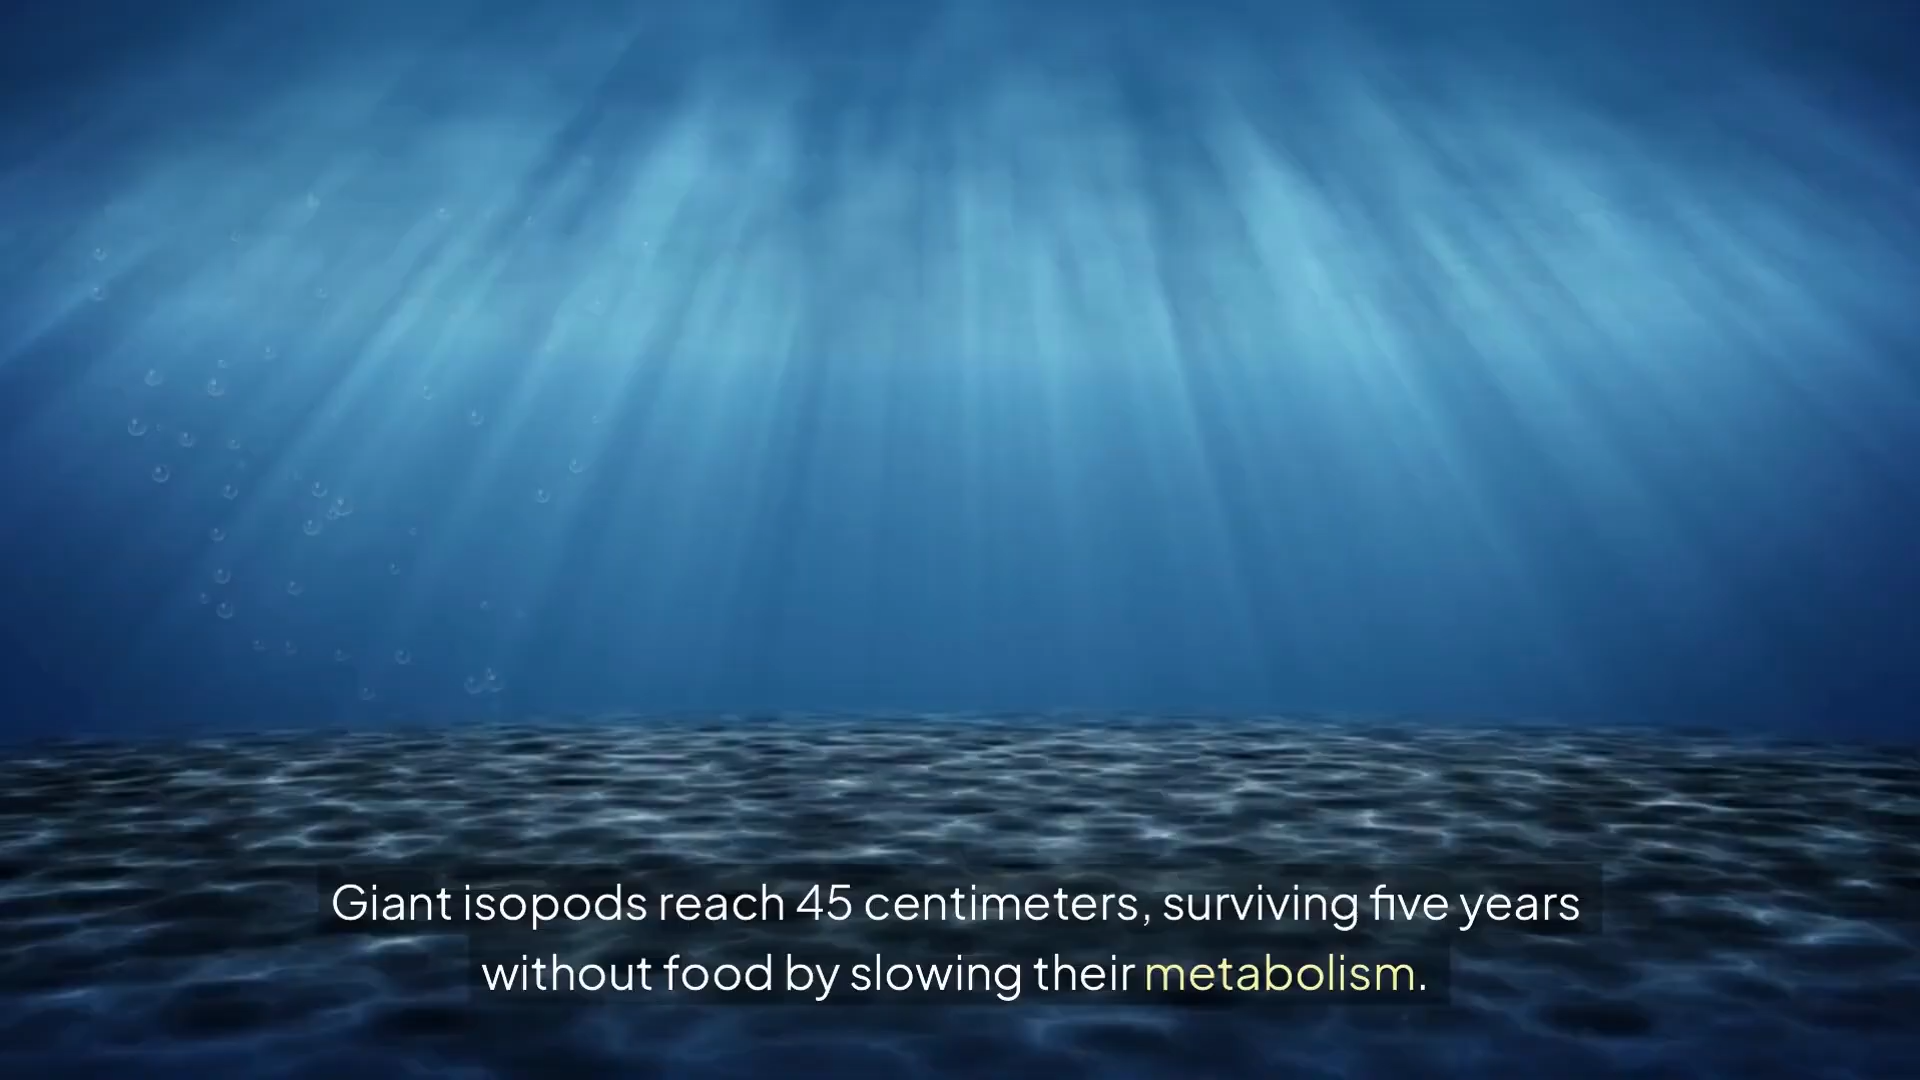 Giant isopods reach 45 centimeters, surviving five years
without food by slowing their metabolism.